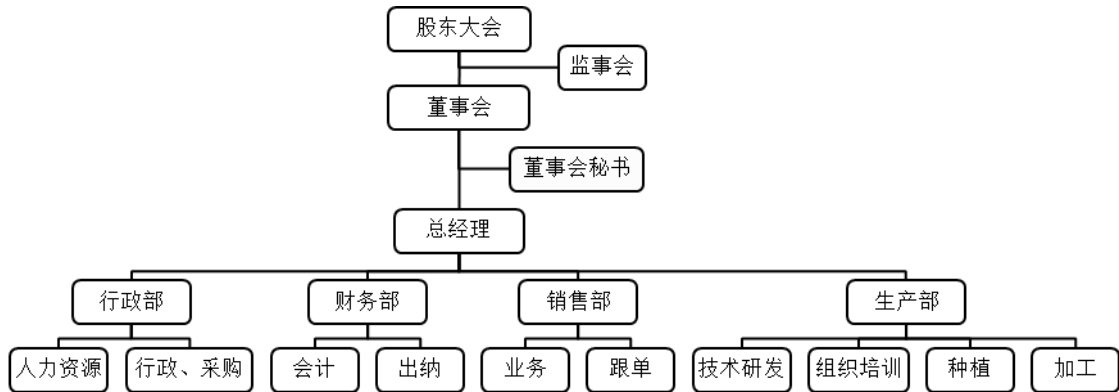 股东大会
监事会
董事会
董事会秘书
总经理
行政部
财务部
销售部
生产部
人力资源
行政、采购
会计
出纳
业务
跟单
技术研发
组织培训
种植
加工